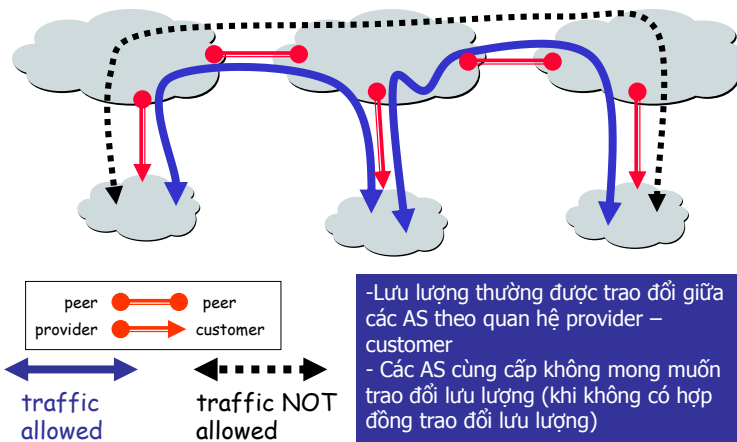 peer peer
provider customer
traffic
allowed
traffic NOT
allowed
-Lưu lượng thường được trao đổi giữa
các AS theo quan hệ provider –
customer
- Các AS cùng cấp không mong muốn
trao đổi lưu lượng (khi không có hợp
đồng trao đổi lưu lượng)